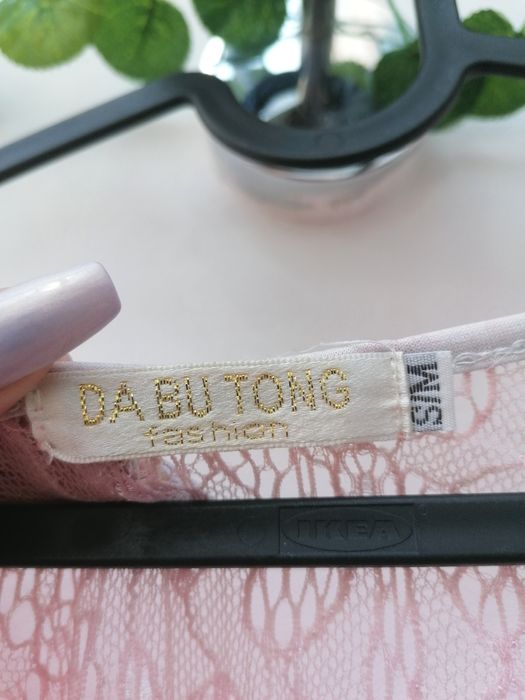 DA BU TONG
fashion
S/M
IKEA